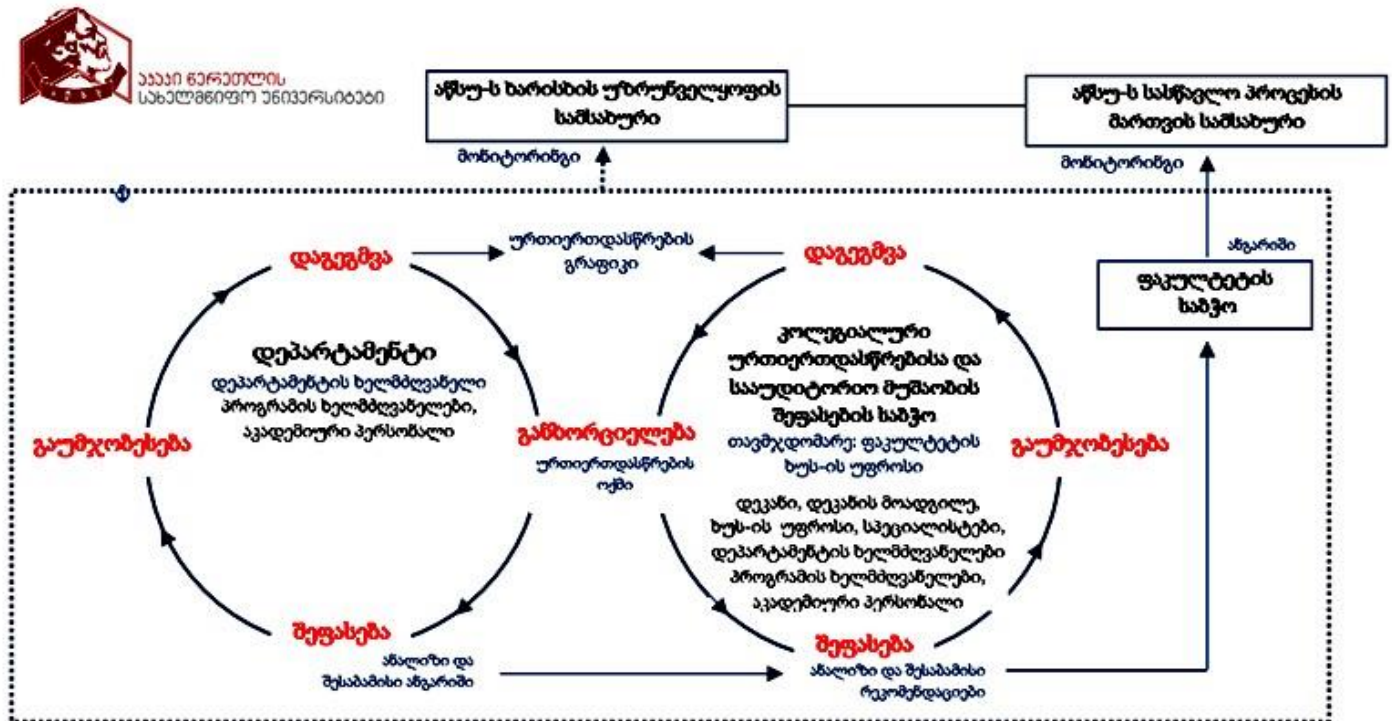 აკაკი წერეთლის
სახელმწიფო უნივერსიტეტი
აწსუ-ს ხარისხის უზრუნველყოფის
სამსახური
აწსუ-ს სასწავლო პროცესის
მართვის სამსახური
მონიტორინგი
მონიტორინგი
ანგარიში
ფაკულტეტის
საბჭო
დაგეგმვა
ურთიერთდასწრების
გრაფიკი
დაგეგმვა
დეპარტამენტი
დეპარტამენტის ხელმძღვანელი
პროგრამის ხელმძღვანელები,
აკადემიური პერსონალი
კოლეგიალური
ურთიერთდასწრებისა და
სააუდიტორიო მუშაობის
შეფასების საბჭო
თავმჯდომარე: ფაკულტეტის
ხუს-ის უფროსი
დეკანი, დეკანის მოადგილე,
ხუს-ის უფროსი, სპეციალისტები,
დეპარტამენტის ხელმძღვანელები
პროგრამის ხელმძღვანელები,
აკადემიური პერსონალი
გაუმჯობესება
განხორციელება
ურთიერთდასწრების
ოქმი
გაუმჯობესება
შეფასება
ანალიზი და
შესაბამისი ანგარიში
შეფასება
ანალიზი და შესაბამისი
რეკომენდაციები